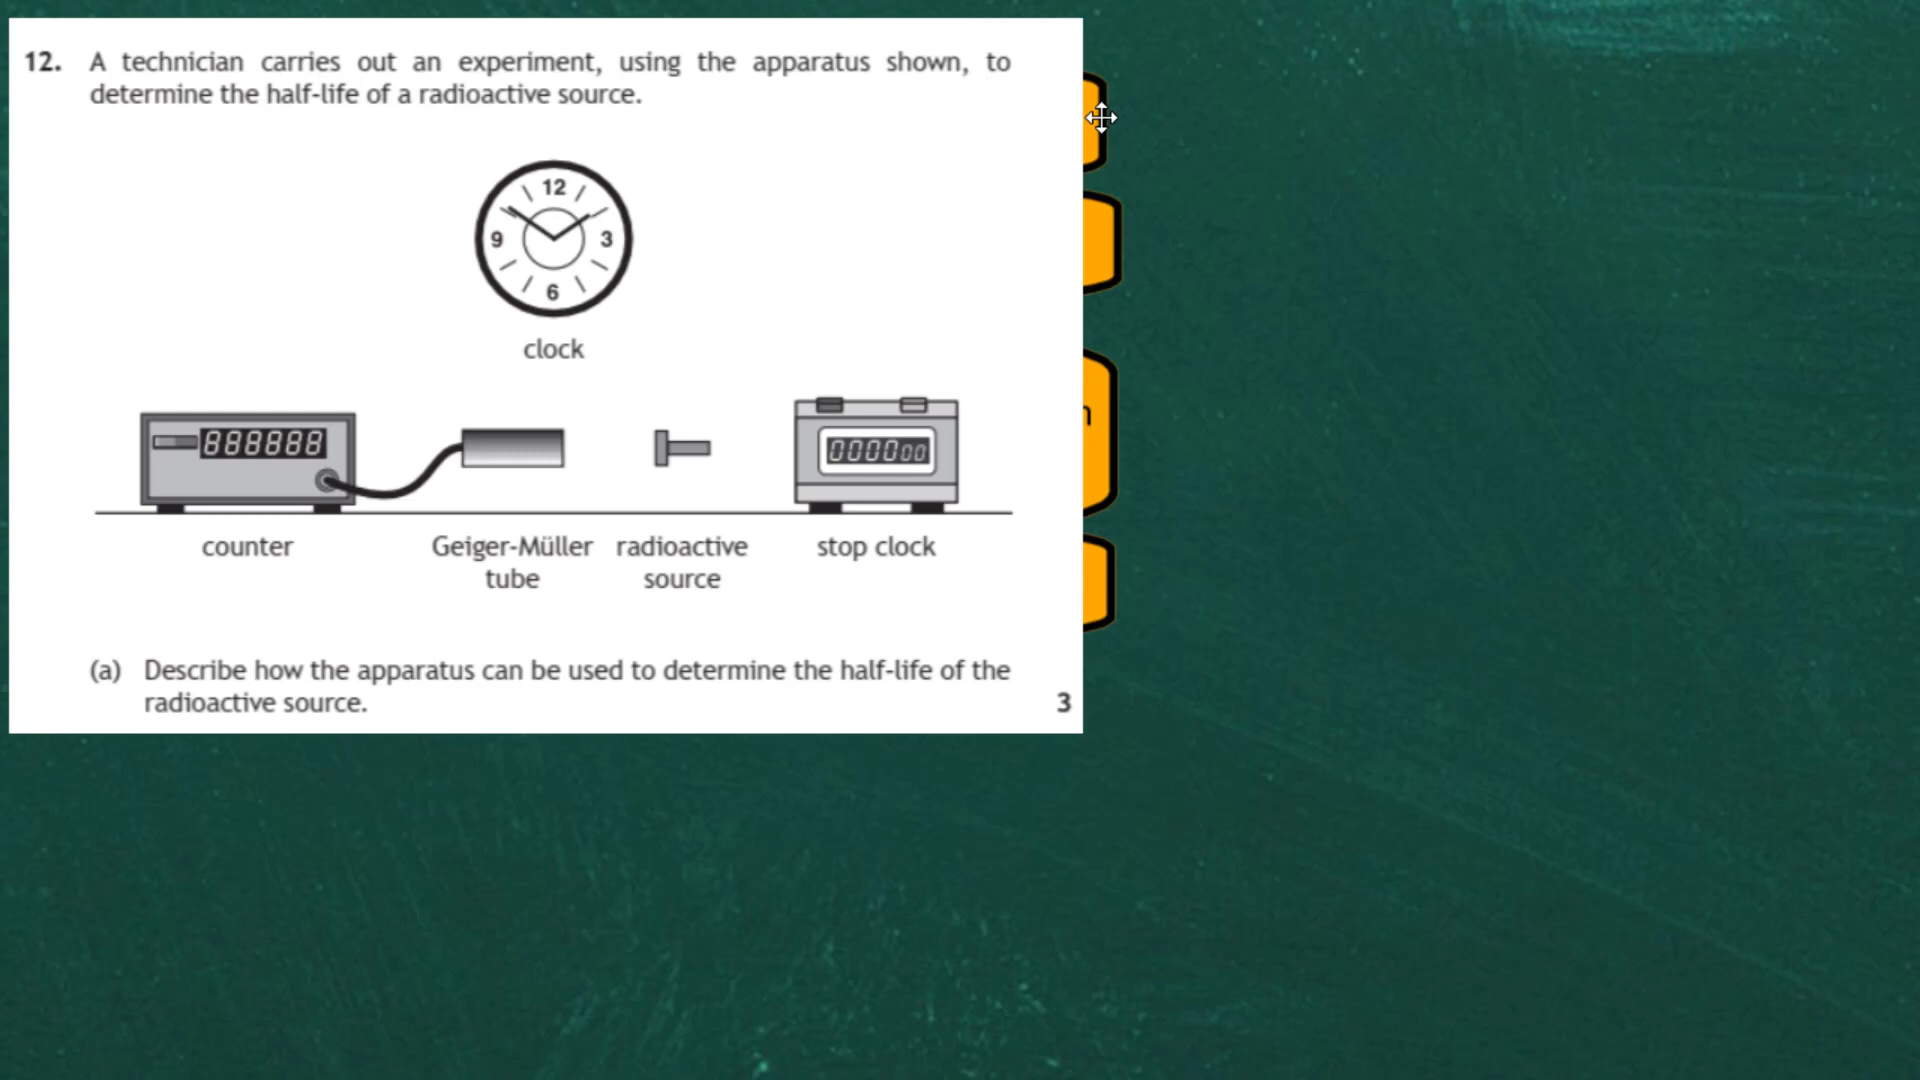 12. A technician carries out an experiment, using the apparatus shown, to
determine the half-life of a radioactive source.
12
9 3
6
clock
888888
000000
counter
Geiger-Müller
tube
radioactive
source
stop clock
(a) Describe how the apparatus can be used to determine the half-life of the
radioactive source.
3